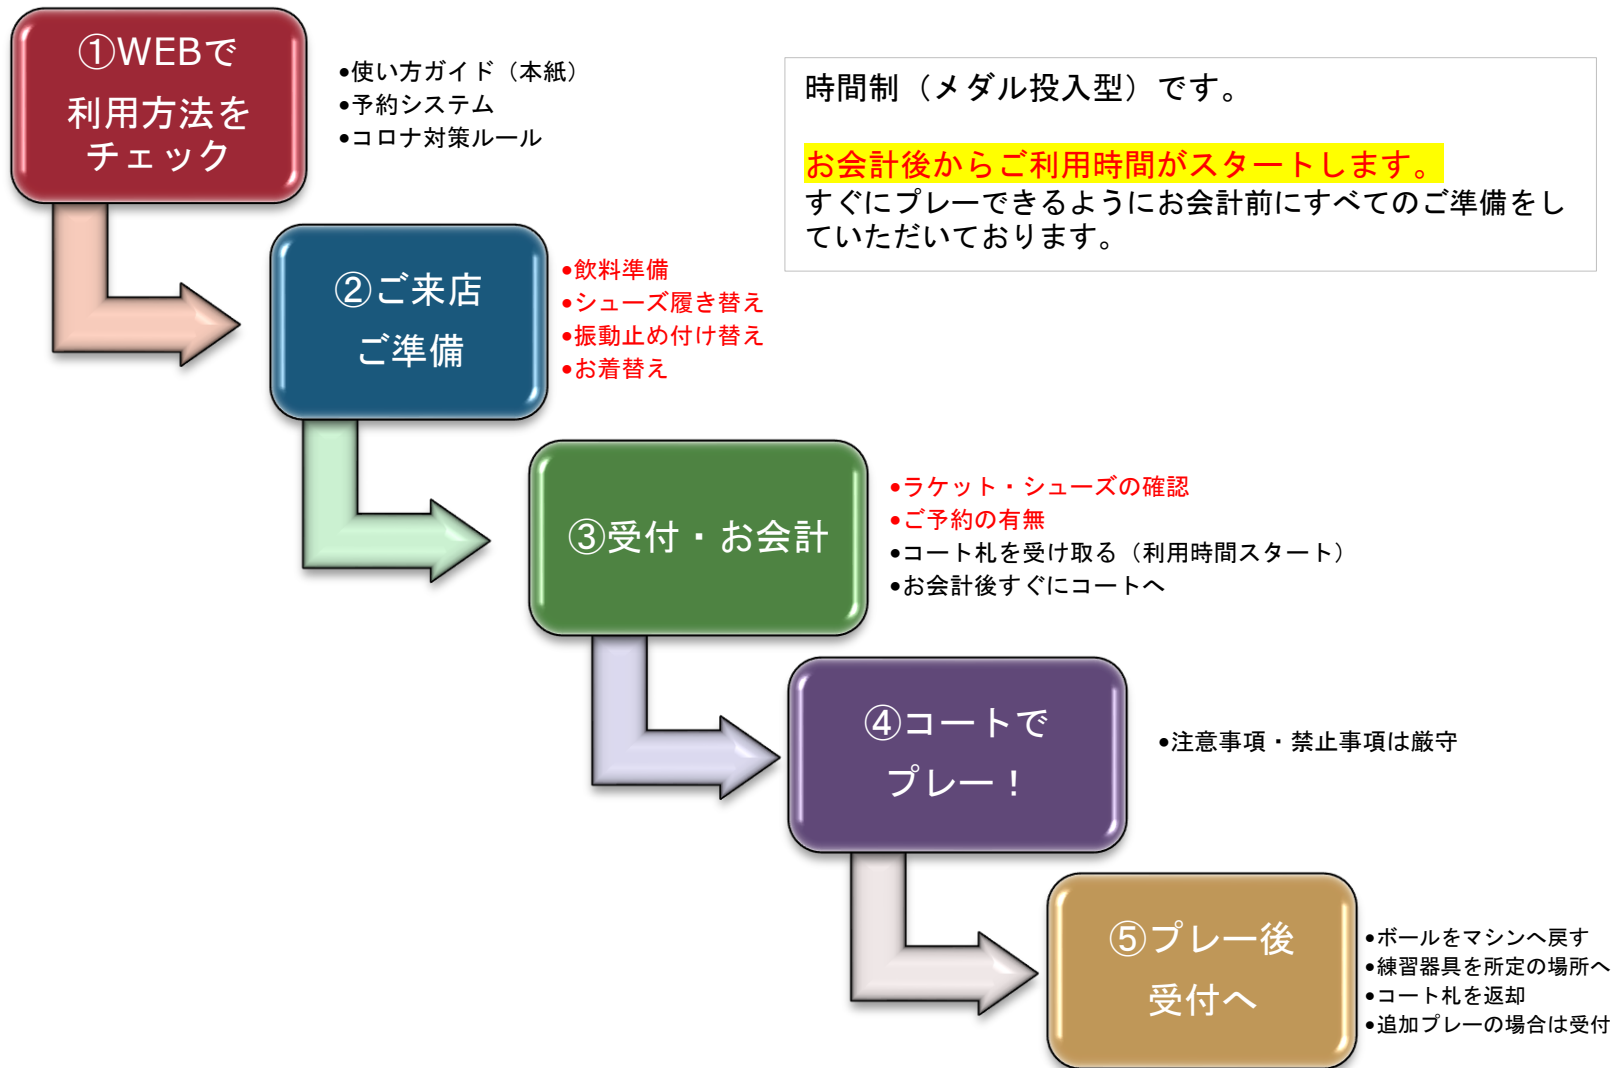 ①WEBで
利用方法を
チェック
•使い方ガイド（本紙）
•予約システム
•コロナ対策ルール
時間制（メダル投入型）です。
お会計後からご利用時間がスタートします。
すぐにプレーできるようにお会計前にすべてのご準備をし
ていただいております。
②ご来店
ご準備
•飲料準備
•シューズ履き替え
•振動止め付け替え
•お着替え
③受付・お会計
•ラケット・シューズの確認
•ご予約の有無
•コート札を受け取る（利用時間スタート）
•お会計後すぐにコートへ
④コートで
プレー！
•注意事項・禁止事項は厳守
⑤プレー後
受付へ
•ボールをマシンへ戻す
•練習器具を所定の場所へ
•コート札を返却
•追加プレーの場合は受付